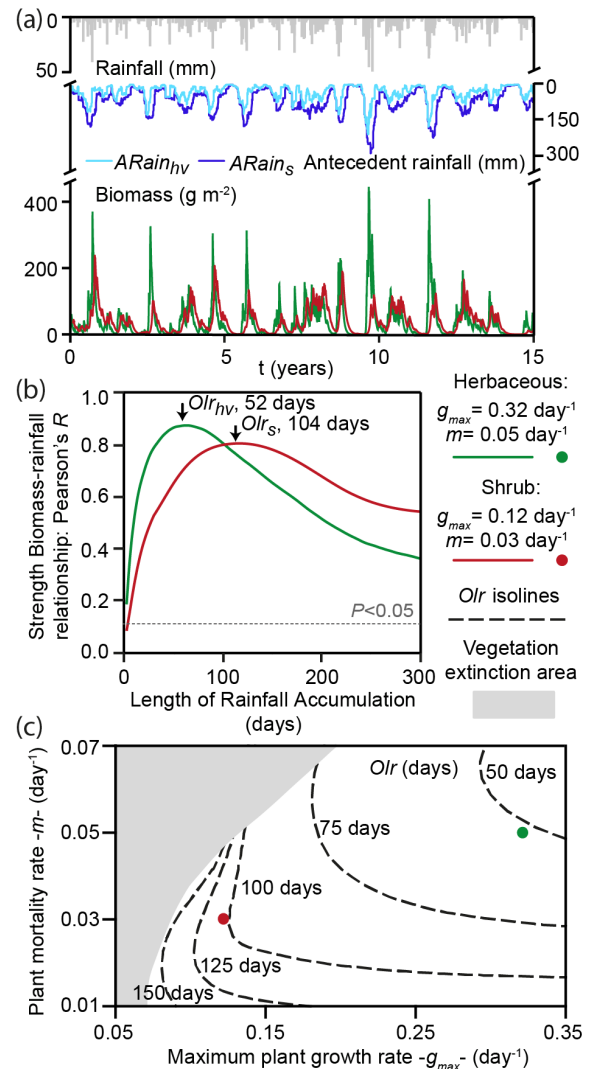 (a)
0
50
Rainfall (mm)
0
150
300
ARain_hv ARain_s Antecedent rainfall (mm)
Biomass (g m-2)
400
200
0
0 5 10 15
t (years)
(b)
Strength Biomass-rainfall
relationship: Pearson's R
1.0
0.8
0.6
0.4
0.2
0.0
Olr_hv, 52 days
Olr_s, 104 days
P<0.05
0 100 200 300
Length of Rainfall Accumulation
(days)
Herbaceous:
g_max= 0.32 day-1
m= 0.05 day-1
Shrub:
g_max= 0.12 day-1
m= 0.03 day-1
Olr isolines
Vegetation
extinction area
(c)
Plant mortality rate -m- (day-1)
0.07
0.05
0.03
0.01
Olr (days)
50 days
75 days
100 days
125 days
150 days
0.05 0.15 0.25 0.35
Maximum plant growth rate -g_max- (day-1)